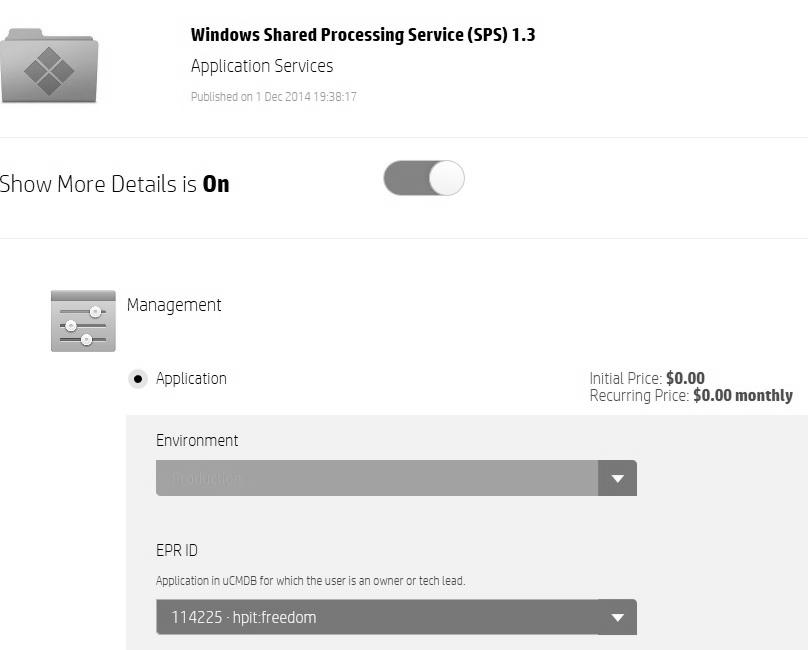 Windows Shared Processing Service (SPS) 1.3
Application Services
Published on 1 Dec 2014 19:38:17
Show More Details is On
Management
Application
Initial Price: $0.00
Recurring Price: $0.00 monthly
Environment
Production
EPR ID
Application in uCMDB for which the user is an owner or tech lead.
114225 · hpit:freedom